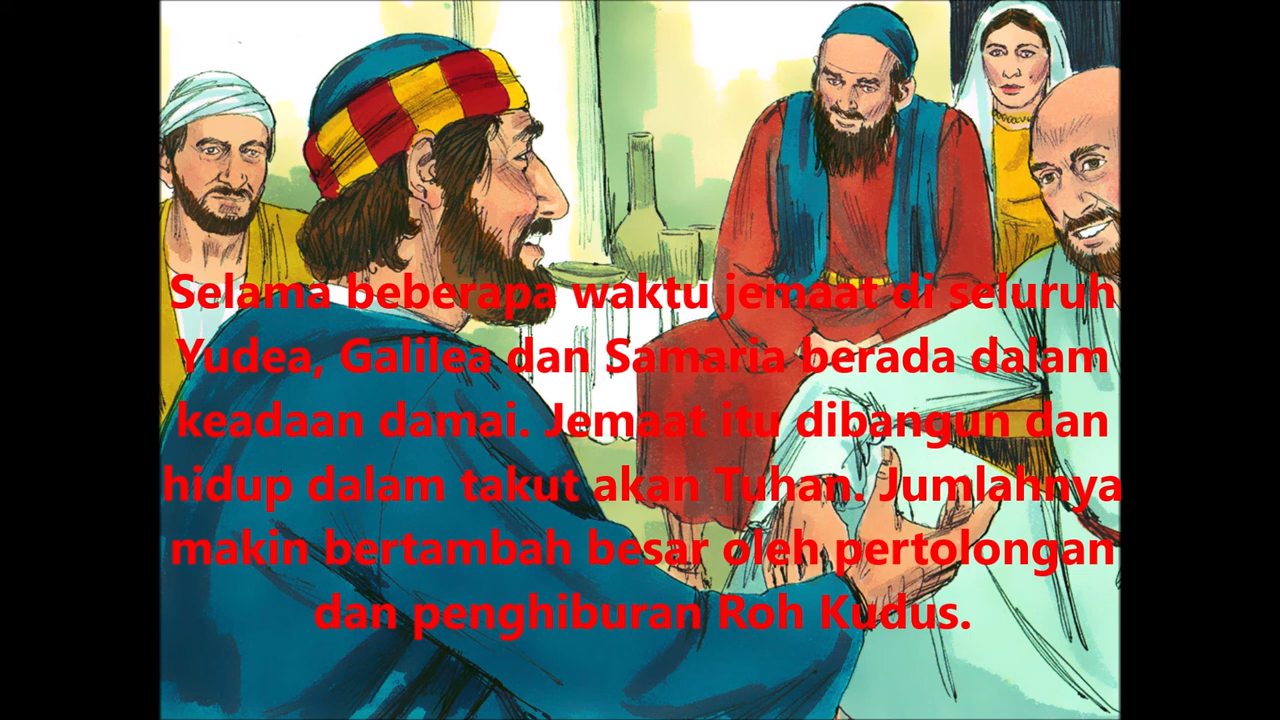 Selama beberapa waktu jemaat di seluruh
Yudea, Galilea dan Samaria berada dalam
keadaan damai. Jemaat itu dibangun dan
hidup dalam takut akan Tuhan. Jumlahnya
makin bertambah besar oleh pertolongan
dan penghiburan Roh Kudus.